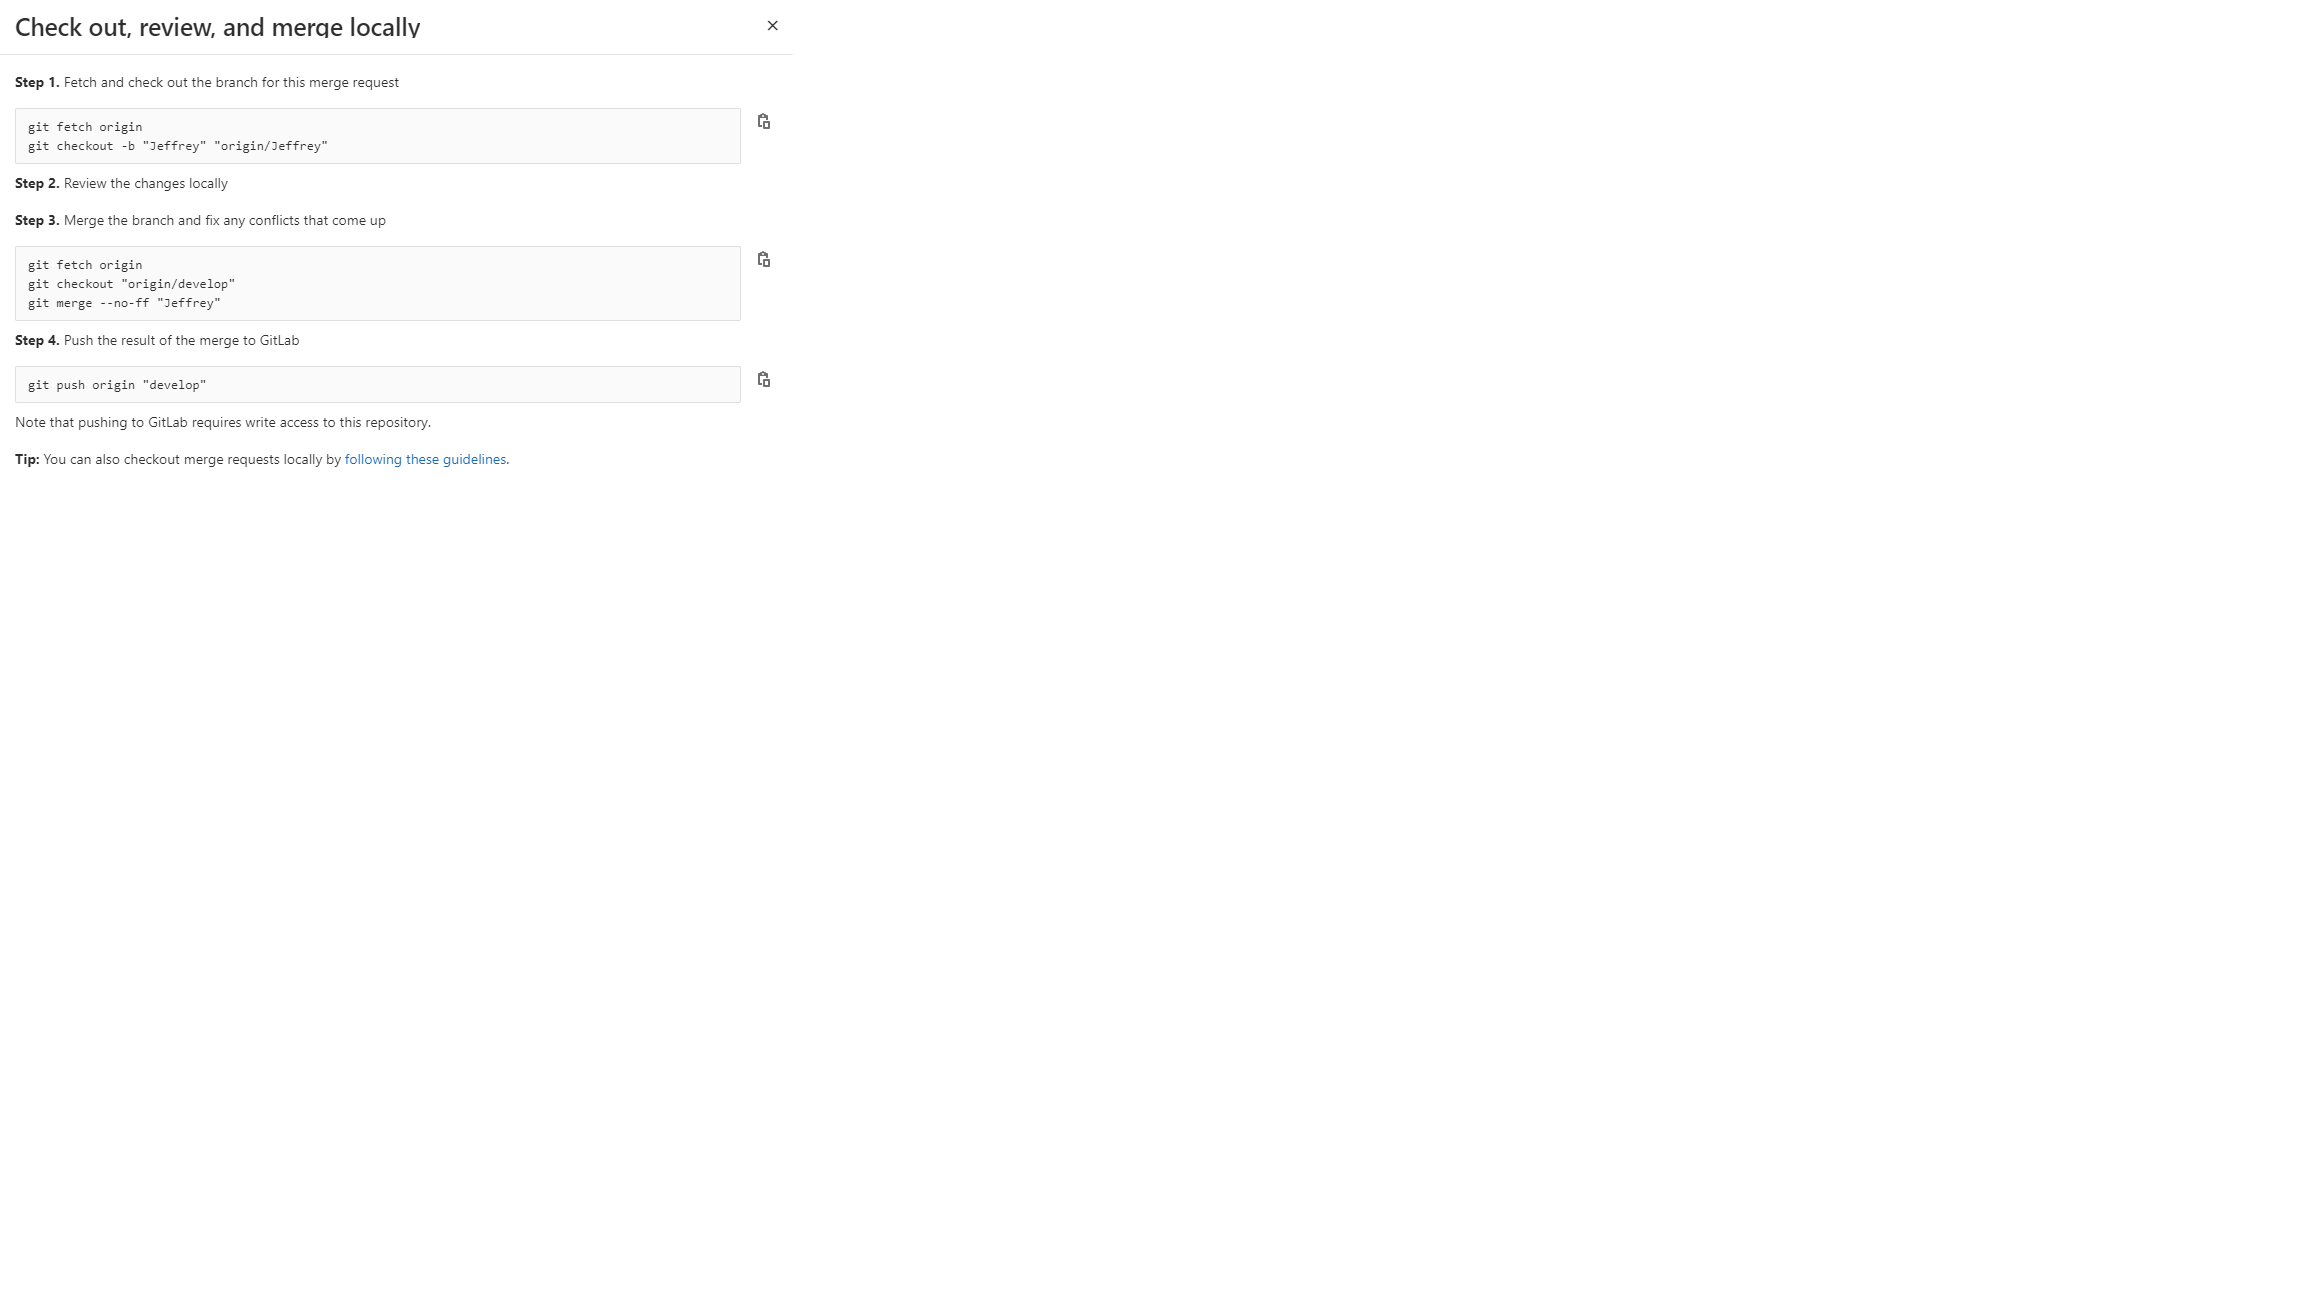 Check out, review, and merge locally
Step 1. Fetch and check out the branch for this merge request
git fetch origin
git checkout -b "Jeffrey" "origin/Jeffrey"
Step 2. Review the changes locally
Step 3. Merge the branch and fix any conflicts that come up
git fetch origin
git checkout "origin/develop"
git merge --no-ff "Jeffrey"
Step 4. Push the result of the merge to GitLab
git push origin "develop"
Note that pushing to GitLab requires write access to this repository.
Tip: You can also checkout merge requests locally by following these guidelines.